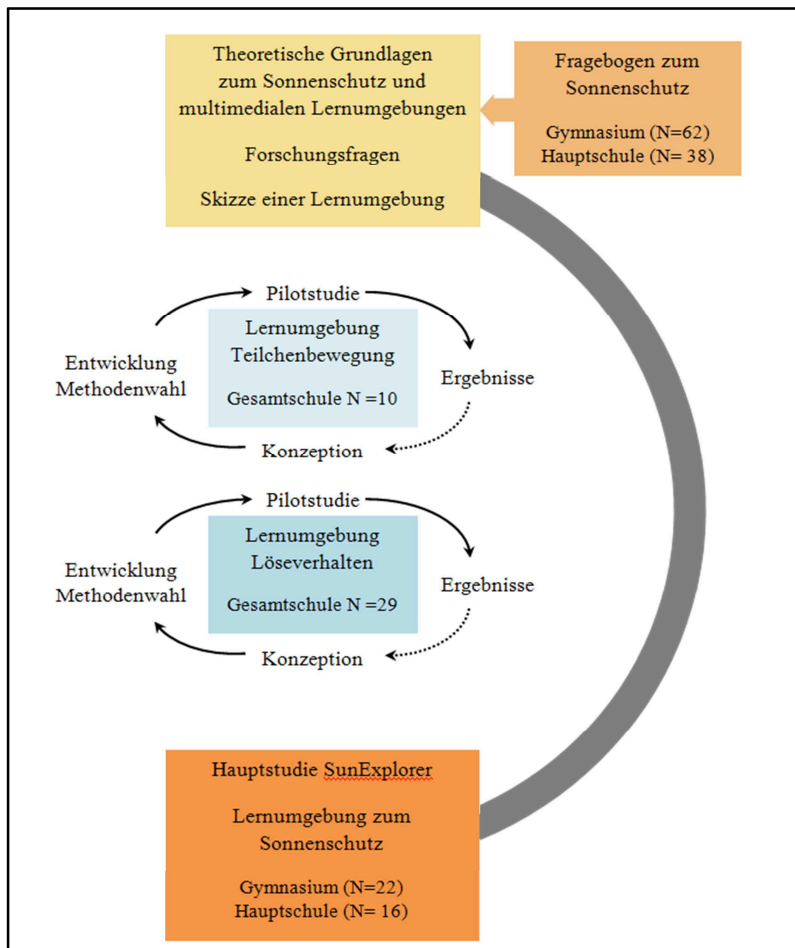 Theoretische Grundlagen
zum Sonnenschutz und
multimedialen Lernumgebungen
Forschungsfragen
Skizze einer Lernumgebung
Fragebogen zum
Sonnenschutz
Gymnasium (N=62)
Hauptschule (N= 38)
Pilotstudie
Lernumgebung
Teilchenbewegung
Gesamtschule N =10
Entwicklung
Methodenwahl
Ergebnisse
Konzeption
Pilotstudie
Lernumgebung
Löseverhalten
Gesamtschule N =29
Entwicklung
Methodenwahl
Ergebnisse
Konzeption
Hauptstudie SunExplorer
Lernumgebung zum
Sonnenschutz
Gymnasium (N=22)
Hauptschule (N= 16)